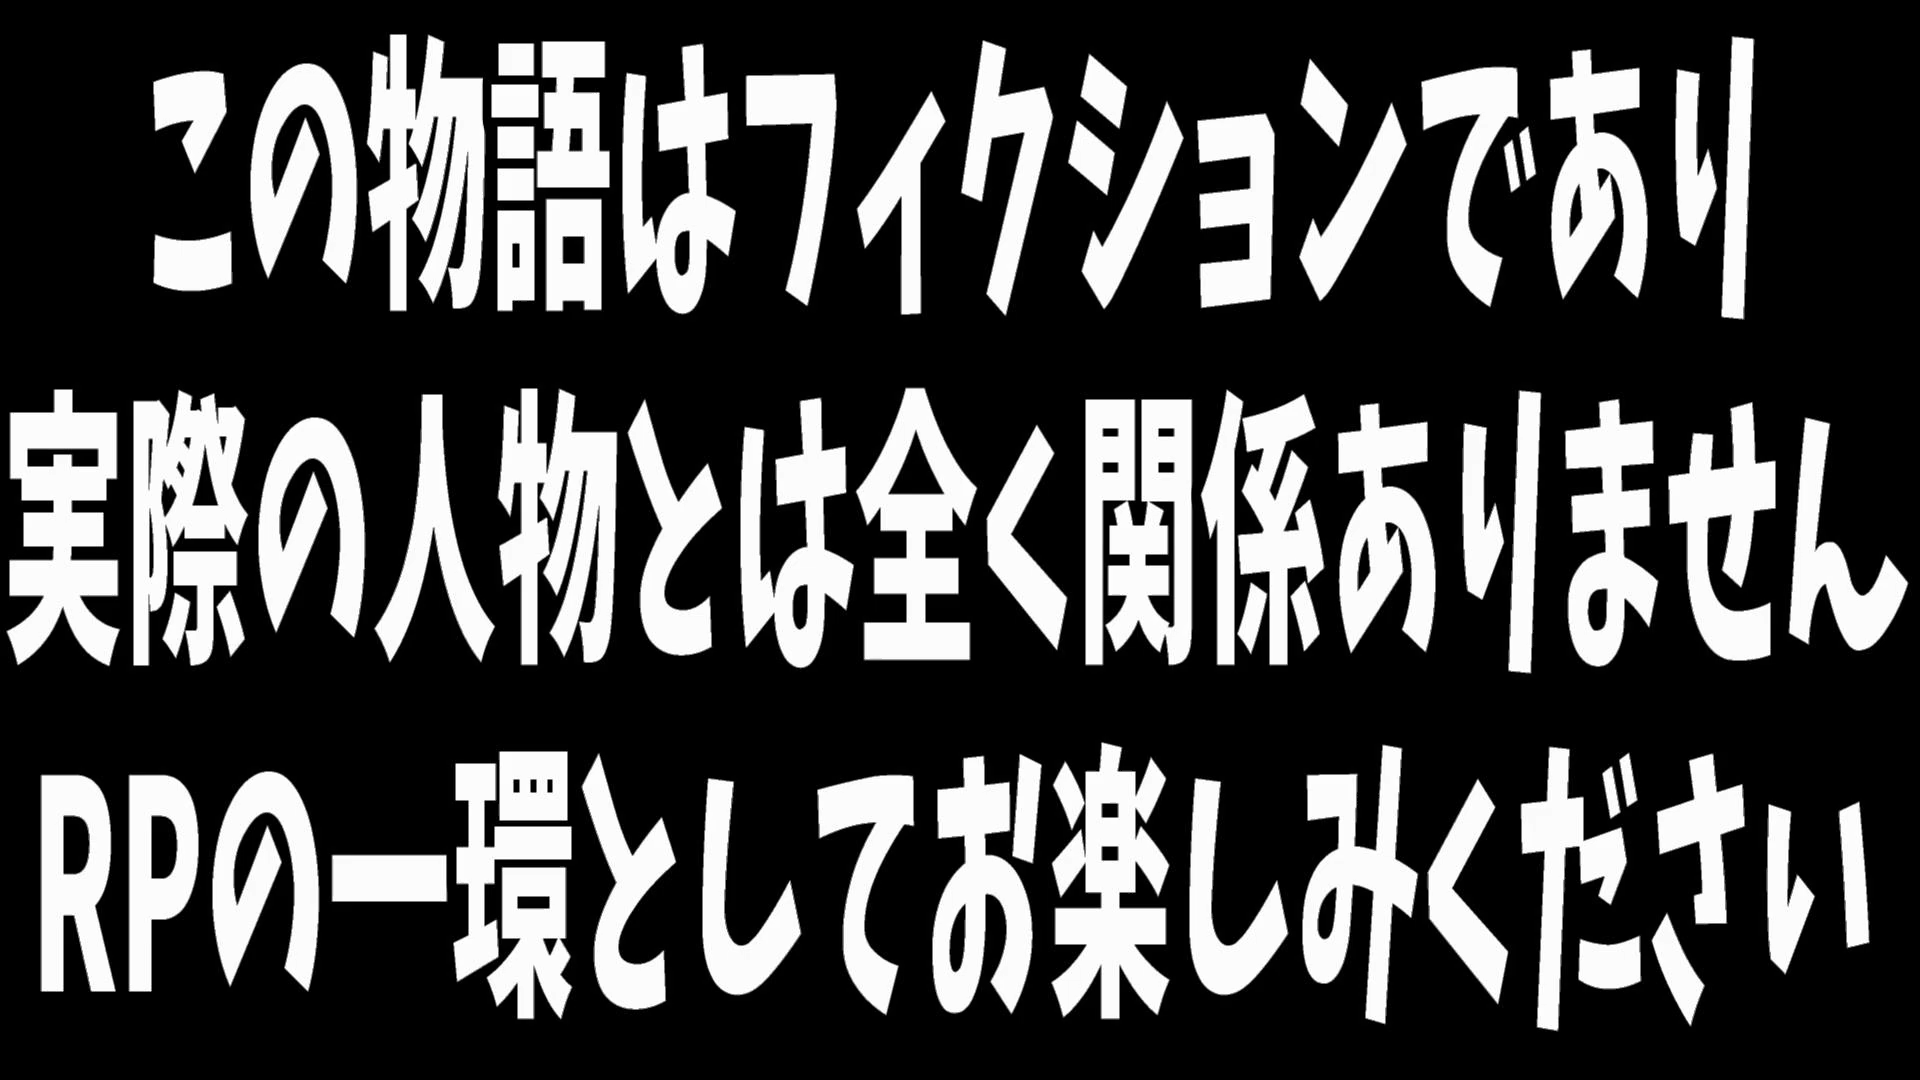 この物語はフィクションであり
実際の人物とは全く関係ありません
RPの一環としてお楽しみください